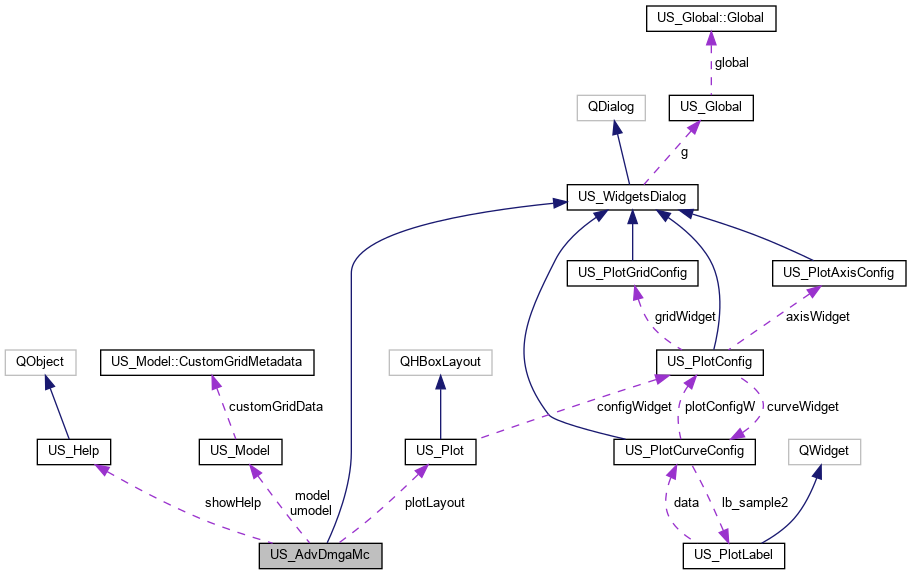 US_Global::Global
global
QDialog
US_Global
g
US_WidgetsDialog
US_PlotGridConfig
US_PlotAxisConfig
gridWidget
axisWidget
QObject
US_Model::CustomGridMetadata
QHBoxLayout
US_PlotConfig
customGridData
configWidget
plotConfigW
curveWidget
US_Help
US_Model
US_Plot
US_PlotCurveConfig
QWidget
showHelp
model
umodel
plotLayout
data
lb_sample2
US_AdvDmgaMc
US_PlotLabel